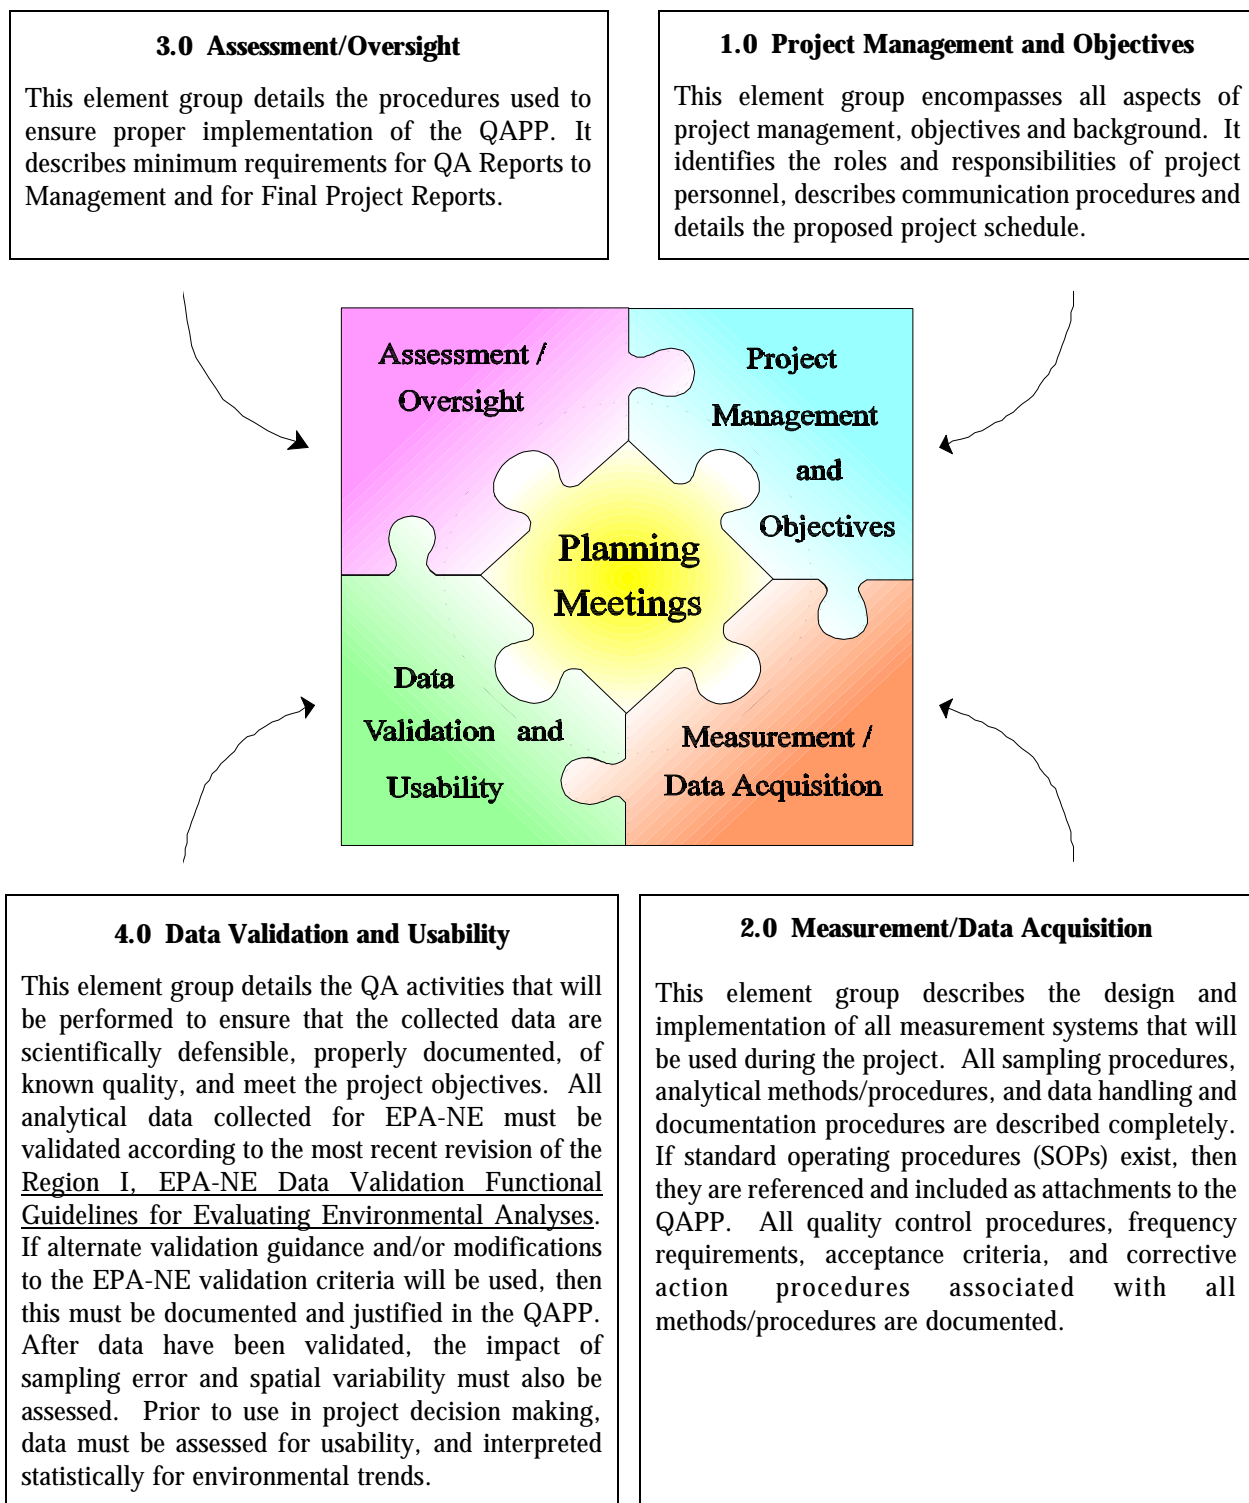 3.0 Assessment/Oversight
This element group details the procedures used to
ensure proper implementation of the QAPP. It
describes minimum requirements for QA Reports to
Management and for Final Project Reports.
1.0 Project Management and Objectives
This element group encompasses all aspects of
project management, objectives and background. It
identifies the roles and responsibilities of project
personnel, describes communication procedures and
details the proposed project schedule.
Assessment /
Oversight
Project
Management
and
Objectives
Planning
Meetings
Data
Validation and
Usability
Measurement /
Data Acquisition
4.0 Data Validation and Usability
This element group details the QA activities that will
be performed to ensure that the collected data are
scientifically defensible, properly documented, of
known quality, and meet the project objectives. All
analytical data collected for EPA-NE must be
validated according to the most recent revision of the
Region I, EPA-NE Data Validation Functional
Guidelines for Evaluating Environmental Analyses.
If alternate validation guidance and/or modifications
to the EPA-NE validation criteria will be used, then
this must be documented and justified in the QAPP.
After data have been validated, the impact of
sampling error and spatial variability must also be
assessed. Prior to use in project decision making,
data must be assessed for usability, and interpreted
statistically for environmental trends.
2.0 Measurement/Data Acquisition
This element group describes the design and
implementation of all measurement systems that will
be used during the project. All sampling procedures,
analytical methods/procedures, and data handling and
documentation procedures are described completely.
If standard operating procedures (SOPs) exist, then
they are referenced and included as attachments to the
QAPP. All quality control procedures, frequency
requirements, acceptance criteria, and corrective
action procedures associated with all
methods/procedures are documented.